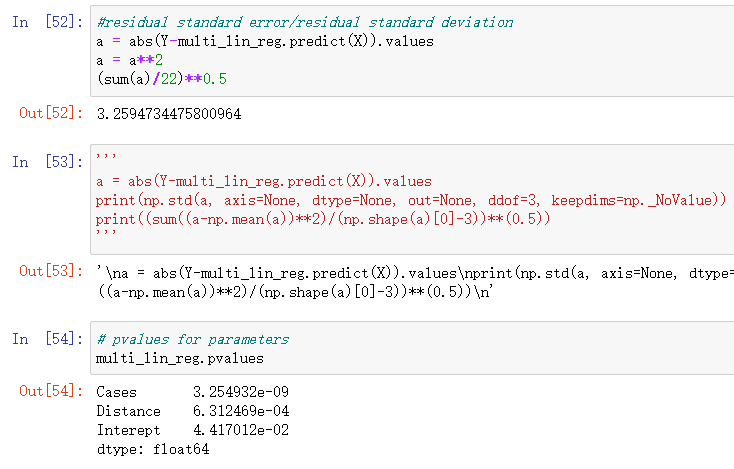 In [52]: #residual standard error/residual standard deviation
a = abs(Y-multi_lin_reg.predict(X)).values
a = a**2
(sum(a)/22)**0.5
Out[52]: 3.2594734475800964
In [53]: '''
a = abs(Y-multi_lin_reg.predict(X)).values
print(np.std(a, axis=None, dtype=None, out=None, ddof=3, keepdims=np._NoValue))
print((sum((a-np.mean(a))**2)/(np.shape(a)[0]-3))**(0.5))
'''
Out[53]: '\na = abs(Y-multi_lin_reg.predict(X)).values\nprint(np.std(a, axis=None, dtype=
((a-np.mean(a))**2)/(np.shape(a)[0]-3))**(0.5))\n'
In [54]: # pvalues for parameters
multi_lin_reg.pvalues
Out[54]: Cases 3.254932e-09
Distance 6.312469e-04
Interept 4.417012e-02
dtype: float64